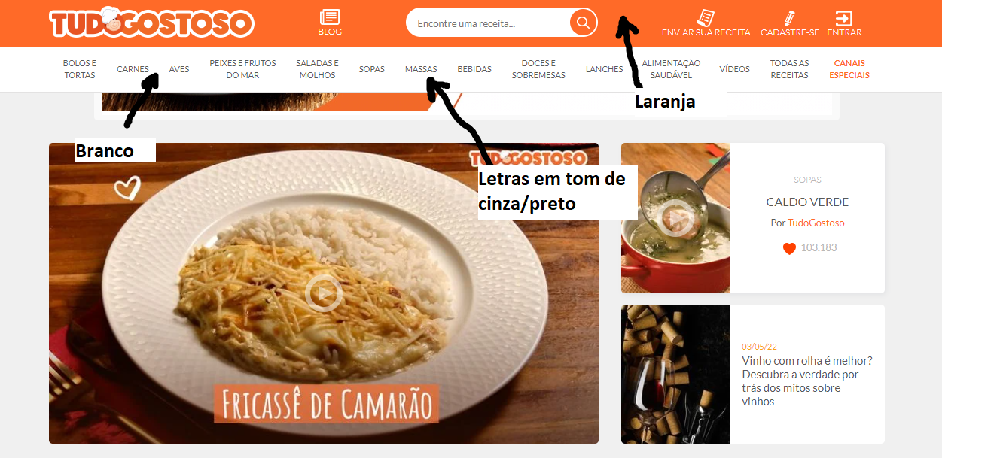 TUDOGOSTOSO
BLOG
Encontre uma receita...
ENVIAR SUA RECEITA
CADASTRE-SE
ENTRAR
BOLOS E
TORTAS
CARNES
AVES
PEIXES E FRUTOS
DO MAR
SALADAS E
MOLHOS
SOPAS
MASSAS
BEBIDAS
DOCES E
SOBREMESAS
LANCHES
ALIMENTAÇÃO
SAUDÁVEL
VÍDEOS
TODAS AS
RECEITAS
CANAIS
ESPECIAIS
Laranja
Branco
TUDOGOSTOSO
Letras em tom de
cinza/preto
FRICASSÊ DE CAMARÃO
SOPAS
CALDO VERDE
Por TudoGostoso
103.183
03/05/22
Vinho com rolha é melhor?
Descubra a verdade por
trás dos mitos sobre
vinhos